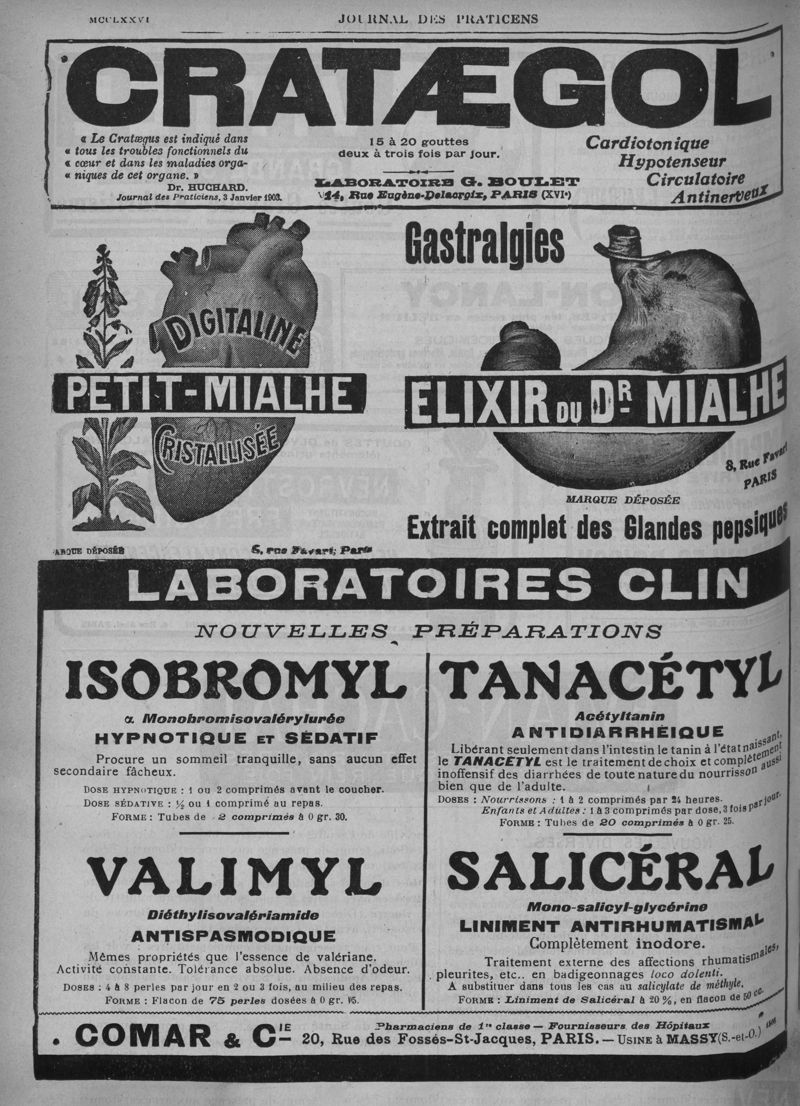 MCCLXXVI
JOURNAL DES PRATICENS
CRATÆGOL
« Le Cratægus est indiqué dans
« tous les troubles fonctionnels du
« cœur et dans les maladies orga-
« niques de cet organe. »
Dr. HUCHARD.
Journal des Praticiens, 3 Janvier 1903.
15 à 20 gouttes
deux à trois fois par jour.
LABORATOIRE G. BOULET
14, Rue Eugène-Delacroix, PARIS (XVIe)
Cardiotonique
Hypotenseur
Circulatoire
Antinerveux
DIGITALINE
PETIT-MIALHE
CRISTALLISÉE
ARQUE DÉPOSÉE
8, rue Favart, Paris
Gastralgies
ELIXIR DU DR MIALHE
8, Rue Favart
PARIS
MARQUE DÉPOSÉE
Extrait complet des Glandes pepsiques
LABORATOIRES CLIN
NOUVELLES PRÉPARATIONS
ISOBROMYL
α Monobromisovalérylurée
HYPNOTIQUE ET SÉDATIF
Procure un sommeil tranquille, sans aucun effet
secondaire fâcheux.
DOSE HYPNOTIQUE : 1 ou 2 comprimés avant le coucher.
DOSE SÉDATIVE : ½ ou 1 comprimé au repas.
FORME : Tubes de 2 comprimés à 0 gr. 30.
VALIMYL
Diéthylisovalériamide
ANTISPASMODIQUE
Mêmes propriétés que l'essence de valériane.
Activité constante. Tolérance absolue. Absence d'odeur.
DOSES : 4 à 8 perles par jour en 2 ou 3 fois, au milieu des repas.
FORME : Flacon de 75 perles dosées à 0 gr.
TANACÉTYL
Acétyltanin
ANTIDIARRHÉIQUE
Libérant seulement dans l'intestin le tanin à l'état naissant,
le TANACÉTYL est le traitement de choix et complètement
inoffensif des diarrhées de toute nature du nourrisson aussi
bien que de l'adulte.
DOSES : Nourrissons : 1 à 2 comprimés par 24 heures.
Enfants et Adultes : 1 à 3 comprimés par dose, 3 fois par jour.
FORME : Tubes de 20 comprimés à 0 gr. 25.
SALICÉRAL
Mono-salicyl-glycérine
LINIMENT ANTIRHUMATISMAL
Complètement inodore.
Traitement externe des affections rhumatismales,
pleurites, etc.. en badigeonnages loco dolenti.
A substituer dans tous les cas au salicylate de méthyle.
FORME : Liniment de Salicéral à 20 %, en flacon de 50 cc.
COMAR & CIE
Pharmaciens de 1re classe — Fournisseurs des Hôpitaux
20, Rue des Fossés-St-Jacques, PARIS. — USINE à MASSY (S.-et-O.)